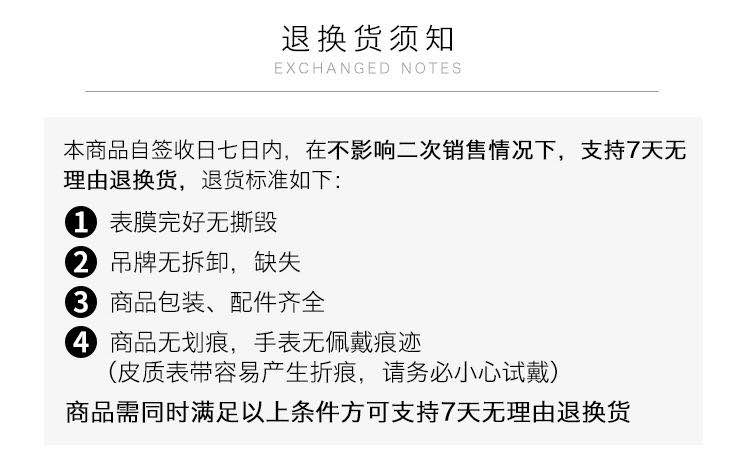 退换货须知
EXCHANGED NOTES
本商品自签收日七日内，在不影响二次销售情况下，支持7天无
理由退换货，退货标准如下：
1 表膜完好无撕毁
2 吊牌无拆卸，缺失
3 商品包装、配件齐全
4 商品无划痕，手表无佩戴痕迹
（皮质表带容易产生折痕，请务必小心试戴）
商品需同时满足以上条件方可支持7天无理由退换货